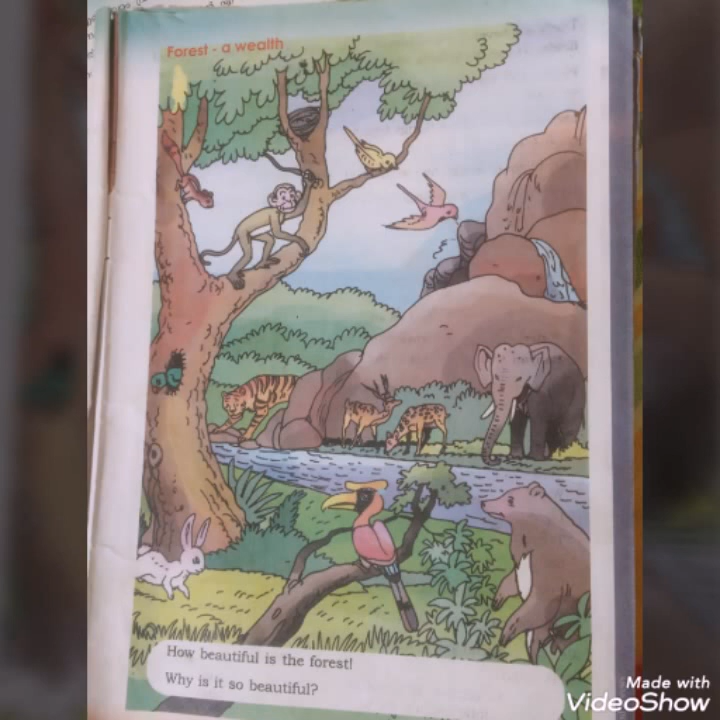 Forest - a wealth
How beautiful is the forest!
Why is it so beautiful?
Made with
VideoShow